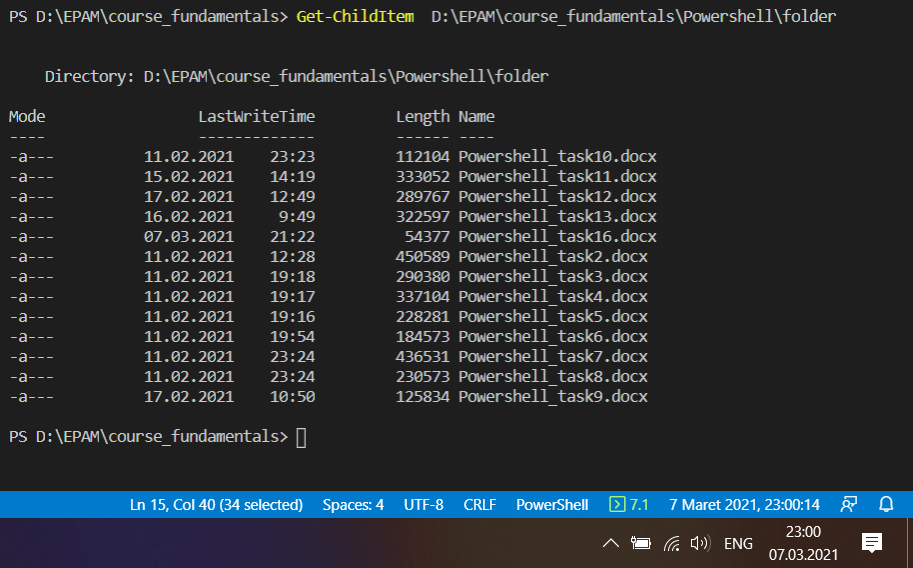 PS D:\EPAM\course_fundamentals> Get-ChildItem  D:\EPAM\course_fundamentals\Powershell\folder
Directory: D:\EPAM\course_fundamentals\Powershell\folder
Mode                 LastWriteTime         Length Name
----                 -------------         ------ ----
-a---          11.02.2021    23:23         112104 Powershell_task10.docx
-a---          15.02.2021    14:19         333052 Powershell_task11.docx
-a---          17.02.2021    12:49         289767 Powershell_task12.docx
-a---          16.02.2021     9:49         322597 Powershell_task13.docx
-a---          07.03.2021    21:22          54377 Powershell_task16.docx
-a---          11.02.2021    12:28         450589 Powershell_task2.docx
-a---          11.02.2021    19:18         290380 Powershell_task3.docx
-a---          11.02.2021    19:17         337104 Powershell_task4.docx
-a---          11.02.2021    19:16         228281 Powershell_task5.docx
-a---          11.02.2021    19:54         184573 Powershell_task6.docx
-a---          11.02.2021    23:24         436531 Powershell_task7.docx
-a---          11.02.2021    23:24         230573 Powershell_task8.docx
-a---          17.02.2021    10:50         125834 Powershell_task9.docx
PS D:\EPAM\course_fundamentals>
Ln 15, Col 40 (34 selected) Spaces: 4 UTF-8 CRLF PowerShell 7.1 7 Maret 2021, 23:00:14
ENG 23:00
07.03.2021